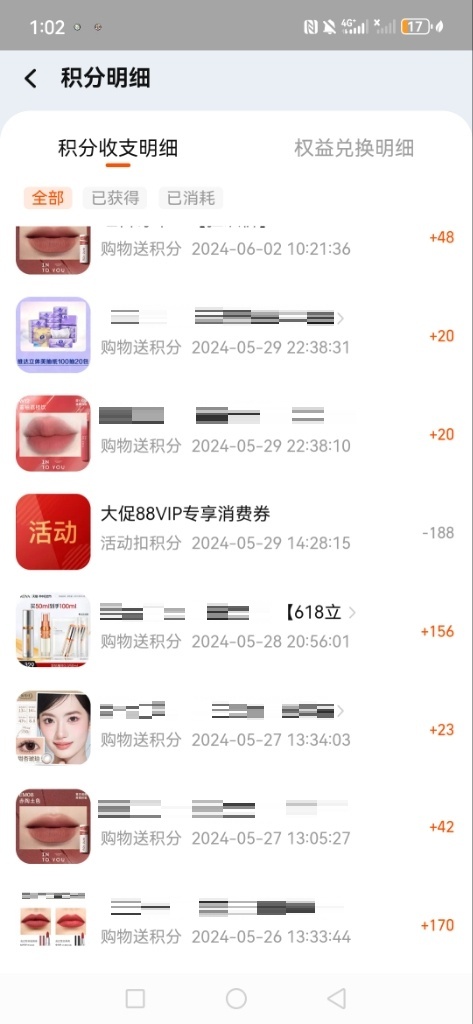 1:02
4G+
17
积分明细
积分收支明细
权益兑换明细
全部
已获得
已消耗
购物送积分 2024-06-02 10:21:36
+48
购物送积分 2024-05-29 22:38:31
+20
购物送积分 2024-05-29 22:38:10
+20
活动
大促88VIP专享消费券
活动扣积分 2024-05-29 14:28:15
-188
【618立
购物送积分 2024-05-28 20:56:01
+156
购物送积分 2024-05-27 13:34:03
+23
购物送积分 2024-05-27 13:05:27
+42
购物送积分 2024-05-26 13:33:44
+170